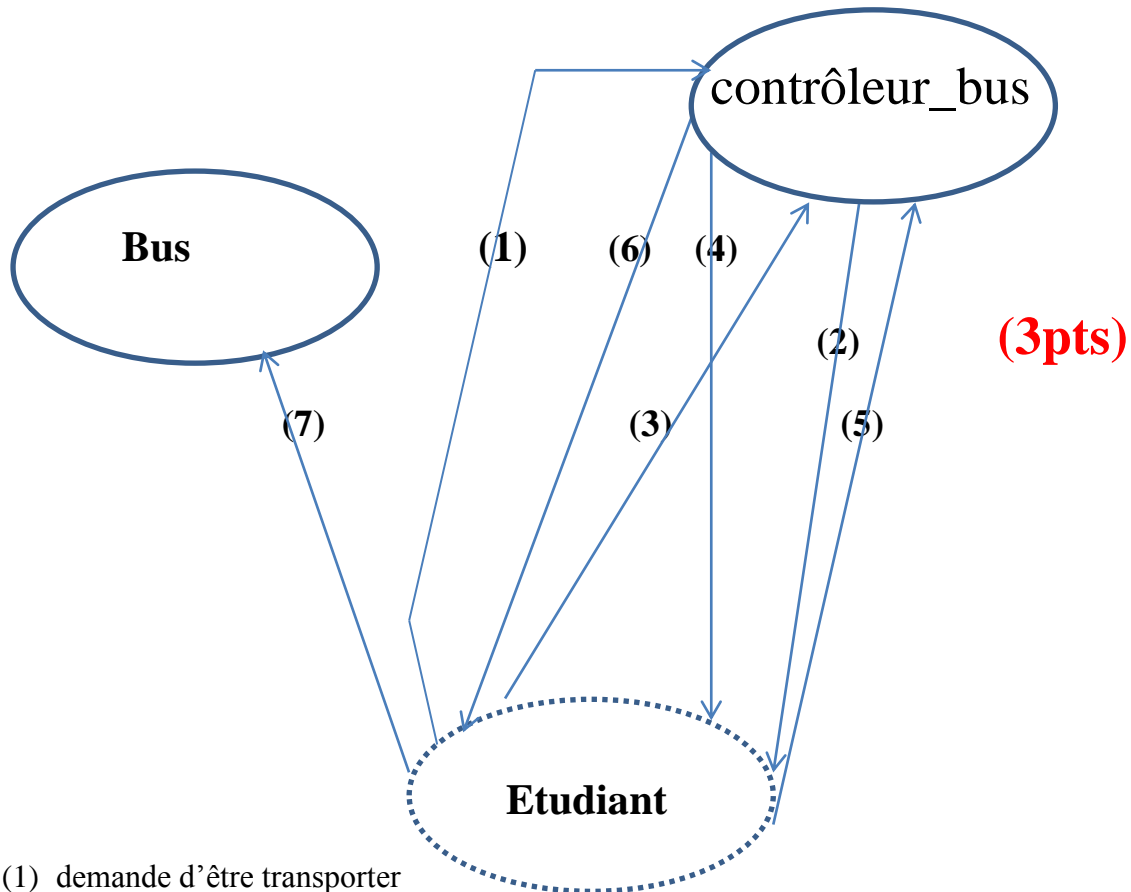 contrôleur_bus
Bus
(1)
(6)
(4)
(2)
(3pts)
(7)
(3)
(5)
Etudiant
(1) demande d’être transporter